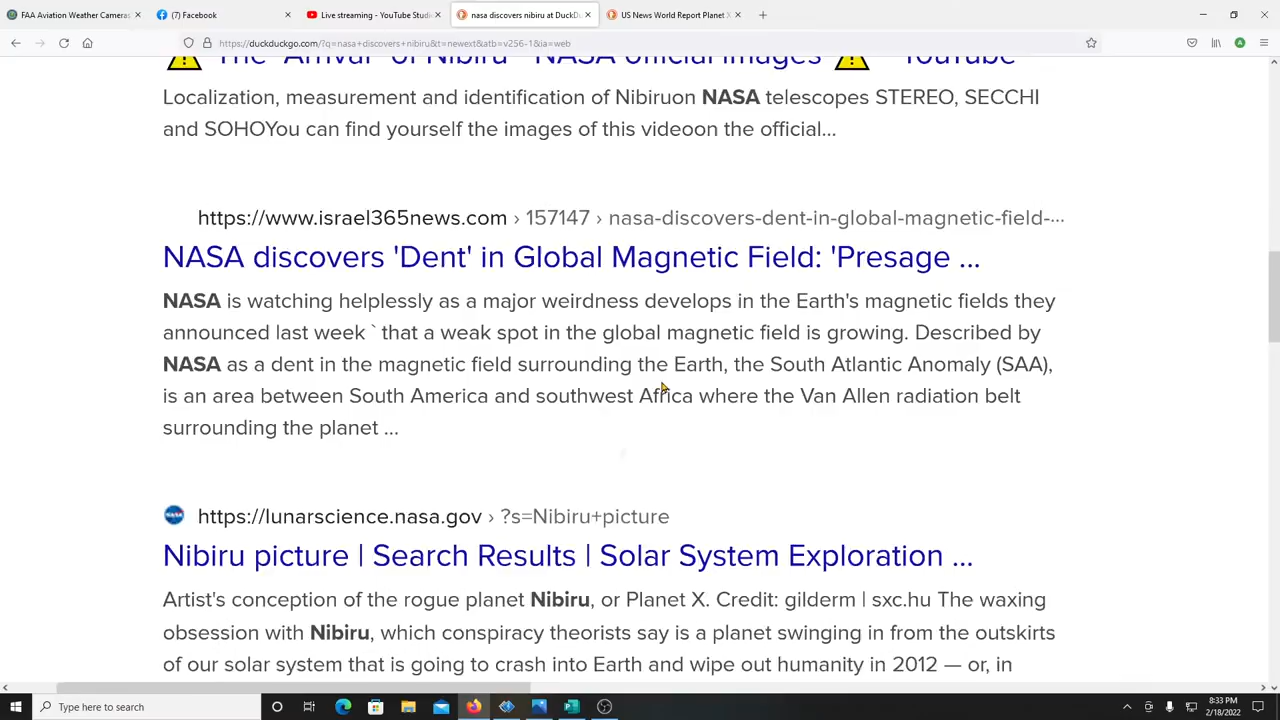 FAA Aviation Weather Cameras
(7) Facebook
Live streaming - YouTube Studio
nasa discovers nibiru at DuckDu
US News World Report Planet X
https://duckduckgo.com/?q=nasa+discovers+nibiru&t=newext&atb=v256-1&ia=web
The "Arrival" of Nibiru - NASA official images - YouTube
Localization, measurement and identification of Nibiruon NASA telescopes STEREO, SECCHI
and SOHOYou can find yourself the images of this videoon the official...
https://www.israel365news.com › 157147 › nasa-discovers-dent-in-global-magnetic-field-...
NASA discovers 'Dent' in Global Magnetic Field: 'Presage ...
NASA is watching helplessly as a major weirdness develops in the Earth's magnetic fields they
announced last week ` that a weak spot in the global magnetic field is growing. Described by
NASA as a dent in the magnetic field surrounding the Earth, the South Atlantic Anomaly (SAA),
is an area between South America and southwest Africa where the Van Allen radiation belt
surrounding the planet ...
https://lunarscience.nasa.gov › ?s=Nibiru+picture
Nibiru picture | Search Results | Solar System Exploration ...
Artist's conception of the rogue planet Nibiru, or Planet X. Credit: gilderm | sxc.hu The waxing
obsession with Nibiru, which conspiracy theorists say is a planet swinging in from the outskirts
of our solar system that is going to crash into Earth and wipe out humanity in 2012 — or, in
Type here to search
8:33 PM
2/18/2022